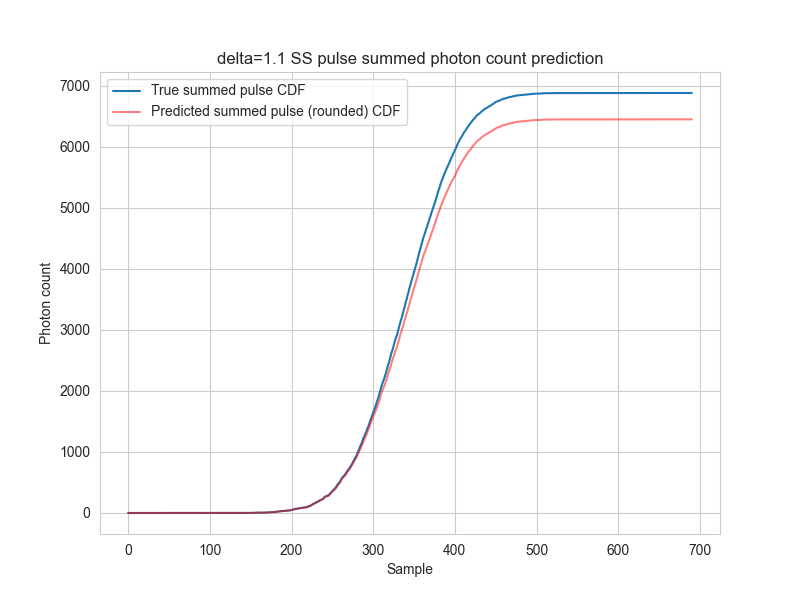 delta=1.1 SS pulse summed photon count prediction
True summed pulse CDF
Predicted summed pulse (rounded) CDF
7000
6000
5000
4000
3000
2000
1000
0
Photon count
0 100 200 300 400 500 600 700
Sample